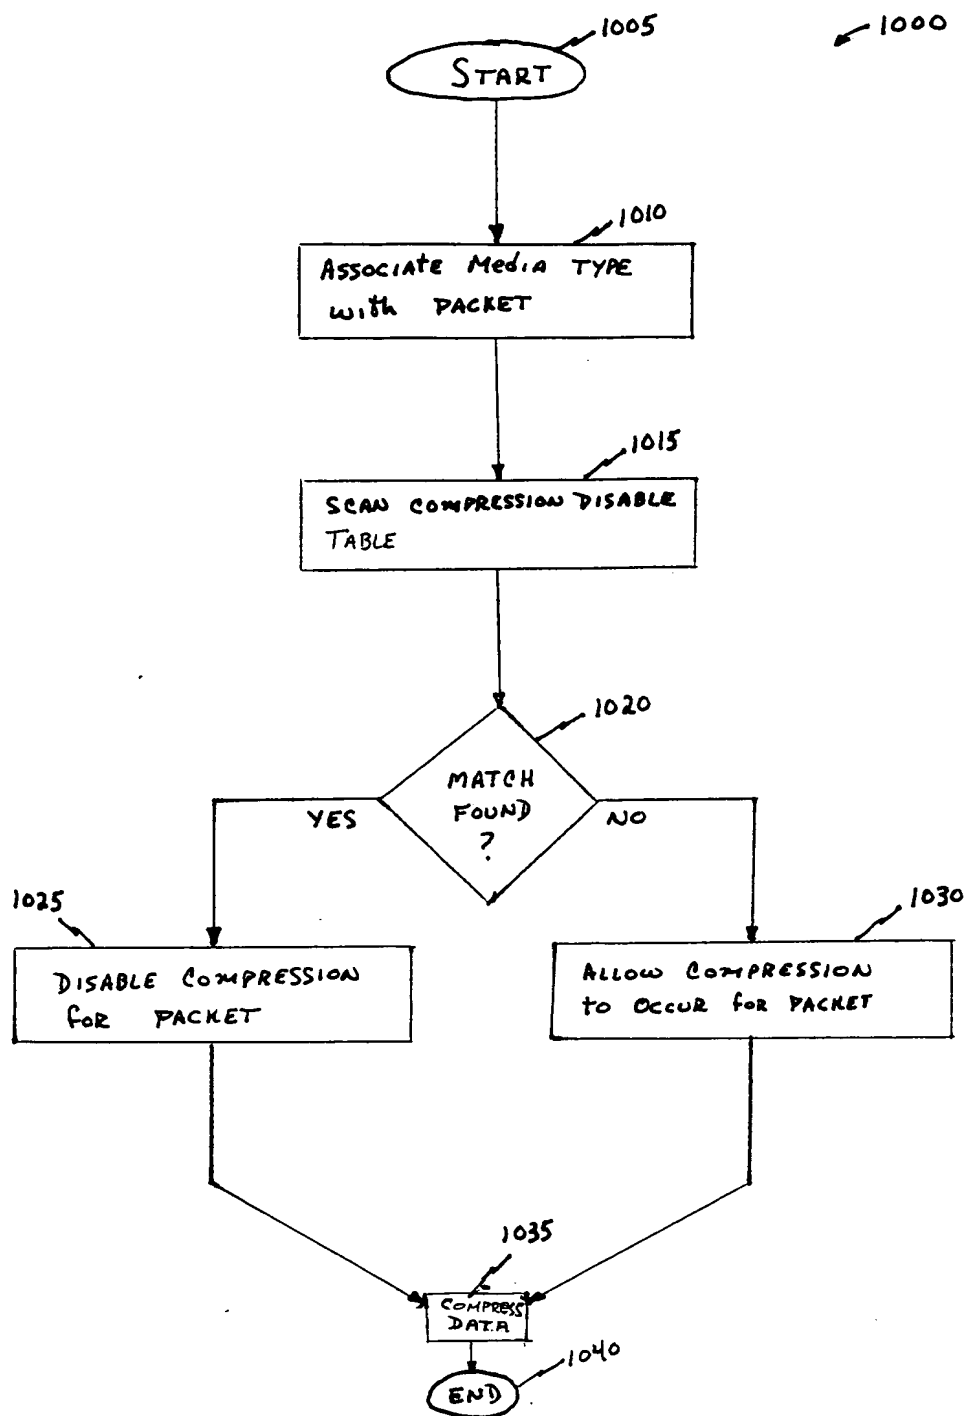 1005
1000
START
1010
ASSOCIATE MEDIA TYPE
with PACKET
1015
SCAN COMPRESSION DISABLE
TABLE
1020
MATCH
FOUND
?
YES
NO
1025
1030
DISABLE COMPRESSION
for PACKET
ALLOW COMPRESSION
to OCCUR for PACKET
1035
COMPRESS
DATA
1040
END